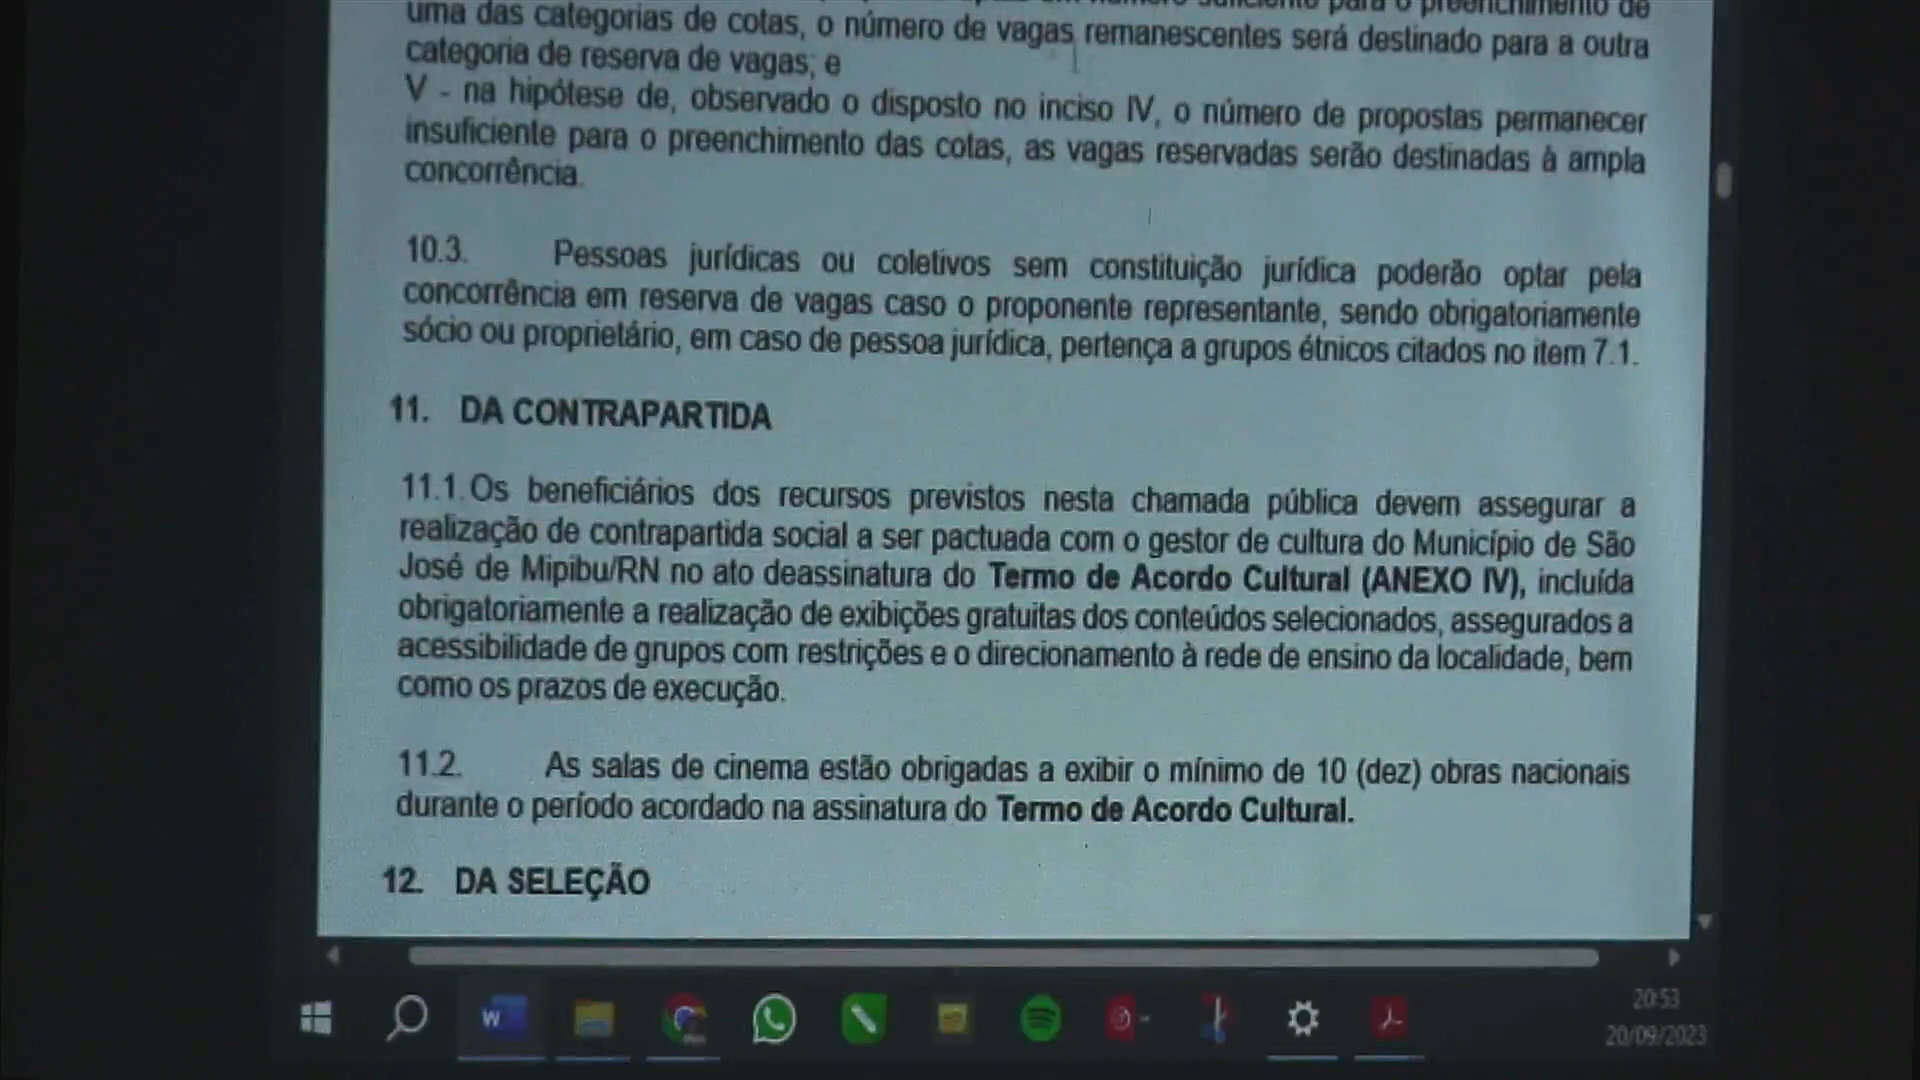 uma das categorias de cotas, o número de vagas remanescentes será destinado para a outra
categoria de reserva de vagas; e
V - na hipótese de, observado o disposto no inciso IV, o número de propostas permanecer
insuficiente para o preenchimento das cotas, as vagas reservadas serão destinadas à ampla
concorrência.
10.3. Pessoas jurídicas ou coletivos sem constituição jurídica poderão optar pela
concorrência em reserva de vagas caso o proponente representante, sendo obrigatoriamente
sócio ou proprietário, em caso de pessoa jurídica, pertença a grupos étnicos citados no item 7.1.
11. DA CONTRAPARTIDA
11.1. Os beneficiários dos recursos previstos nesta chamada pública devem assegurar a
realização de contrapartida social a ser pactuada com o gestor de cultura do Município de São
José de Mipibu/RN no ato deassinatura do Termo de Acordo Cultural (ANEXO IV), incluída
obrigatoriamente a realização de exibições gratuitas dos conteúdos selecionados, assegurados a
acessibilidade de grupos com restrições e o direcionamento à rede de ensino da localidade, bem
como os prazos de execução.
11.2. As salas de cinema estão obrigadas a exibir o mínimo de 10 (dez) obras nacionais
durante o período acordado na assinatura do Termo de Acordo Cultural.
12. DA SELEÇÃO
W
20:53
20/09/2023